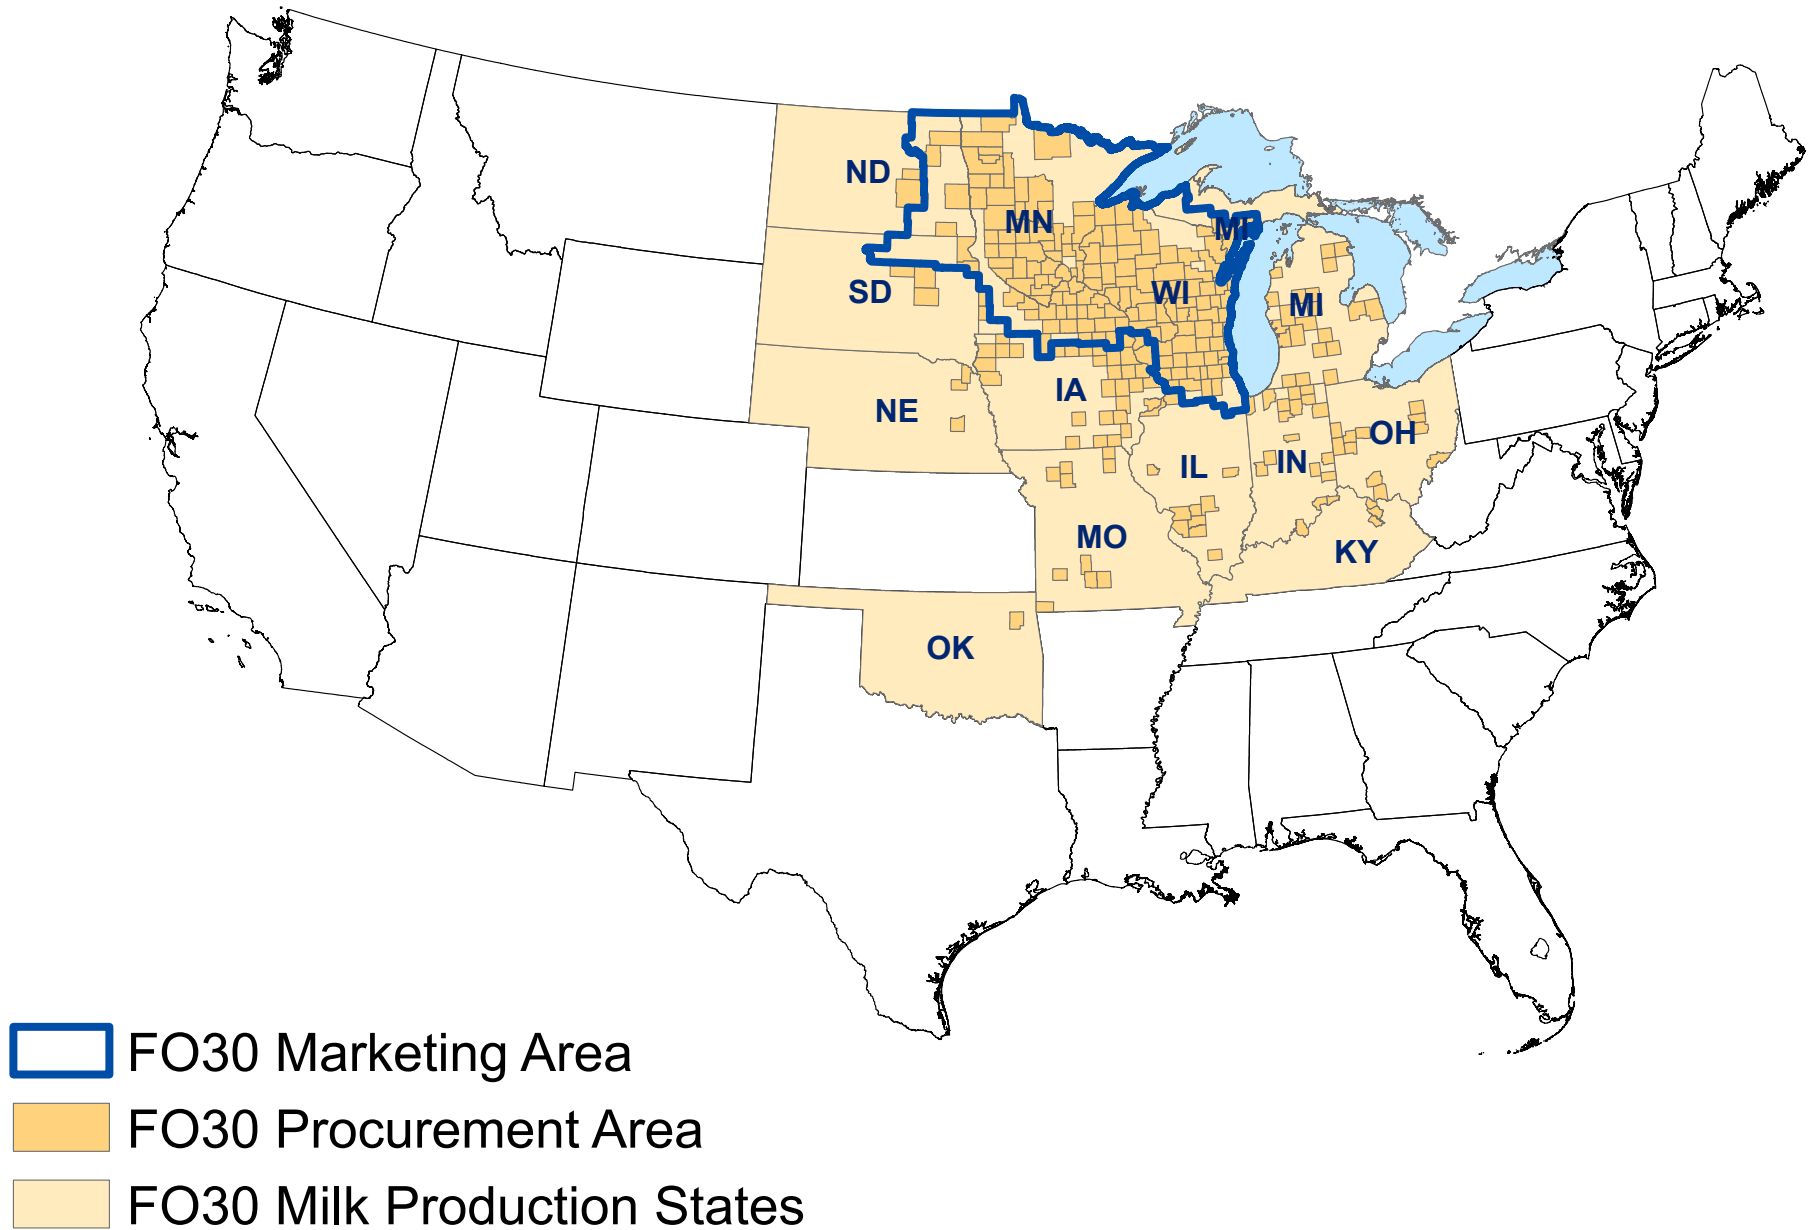 ND
MN
MI
SD
WI
MI
IA
NE
OH
IL
IN
MO
KY
OK
FO30 Marketing Area
FO30 Procurement Area
FO30 Milk Production States